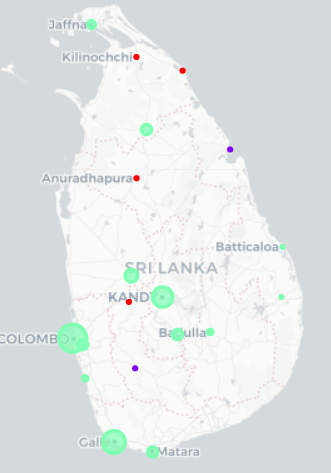 Jaffna
Kilinochchi
Anuradhapura
Batticaloa
SRI LANKA
KANDY
COLOMBO
Badulla
Galle
Matara